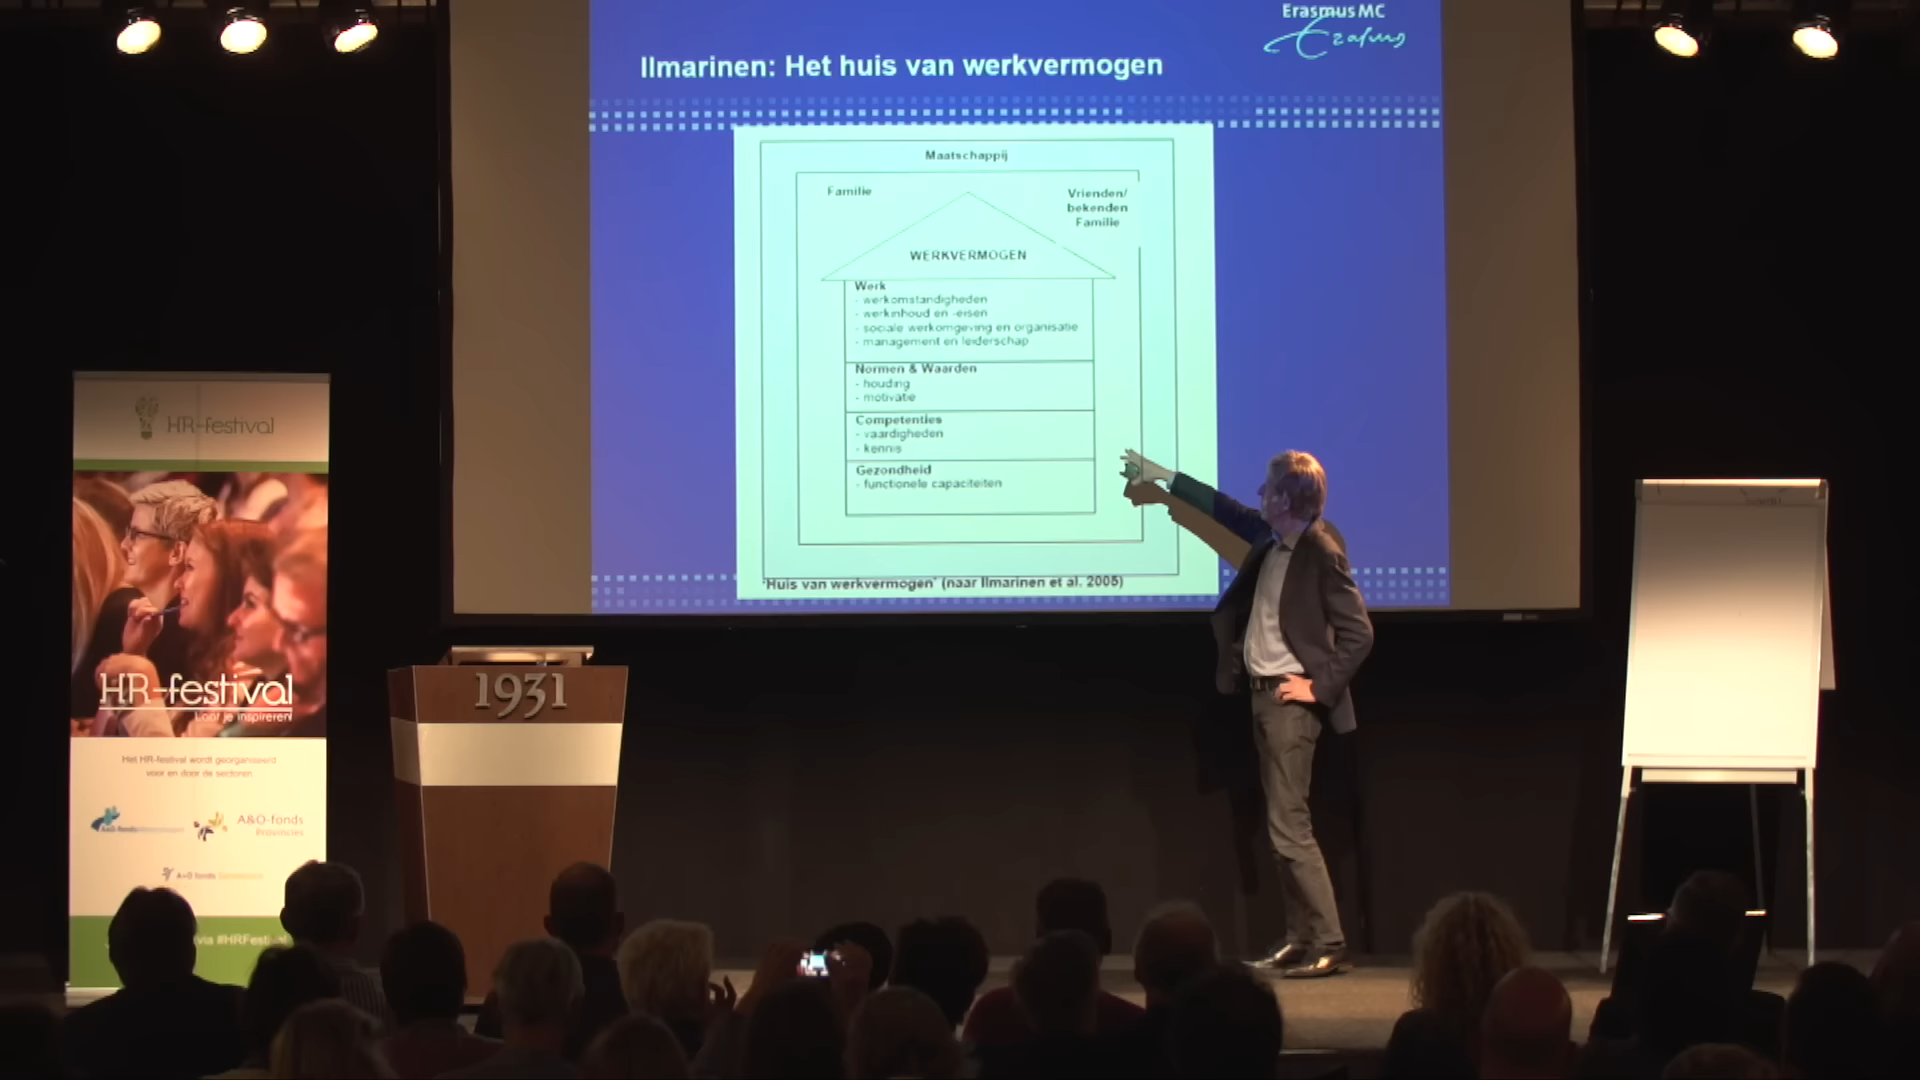 Erasmus MC
Erasmus
Ilmarinen: Het huis van werkvermogen
Maatschappij
Familie
Vrienden/
bekenden
Familie
WERKVERMOGEN
Werk
- werkomstandigheden
- werkinhoud en -eisen
- sociale werkomgeving en organisatie
- management en leiderschap
Normen & Waarden
- houding
- motivatie
Competenties
- vaardigheden
- kennis
Gezondheid
- functionele capaciteiten
'Huis van werkvermogen' (naar Ilmarinen et al. 2005)
HR-festival
HR-festival
Laat je inspireren!
Het HR-festival wordt georganiseerd
voor en door de sectoren
A&O-fonds
Provincies
A+O fonds
via #HRFestival
1931